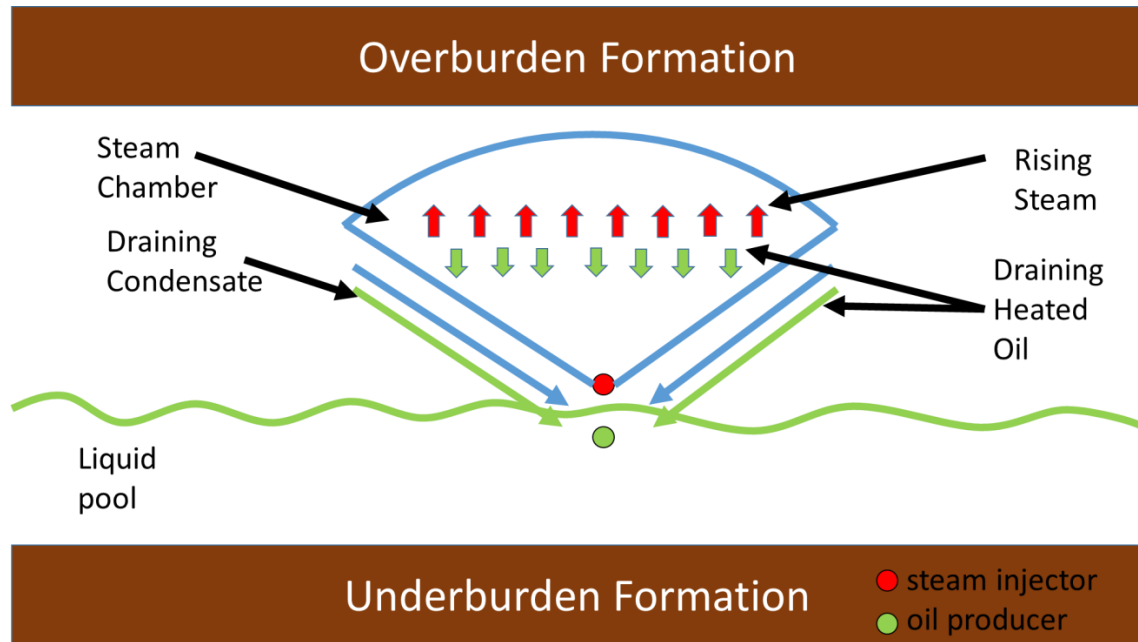 Overburden Formation
Steam
Chamber
Rising
Steam
Draining
Condensate
Draining
Heated
Oil
Liquid
pool
Underburden Formation
steam injector
oil producer